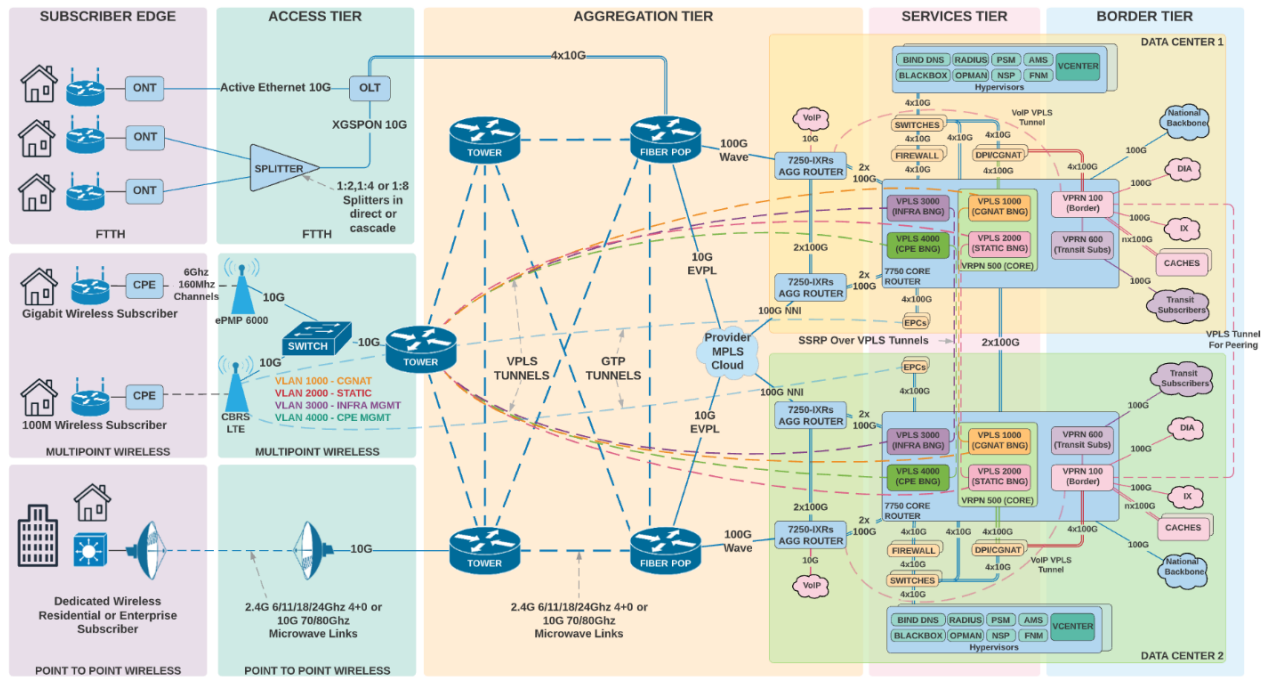 SUBSCRIBER EDGE
ACCESS TIER
AGGREGATION TIER
SERVICES TIER
BORDER TIER
ONT
Active Ethernet 10G
OLT
ONT
XGSPON 10G
SPLITTER
ONT
1:2,1:4 or 1:8
Splitters in
direct or
cascade
FTTH
FTTH
4x10G
TOWER
FIBER POP
100G
Wave
10G
EVPL
DATA CENTER 1
BIND DNS
RADIUS
PSM
AMS
VCENTER
BLACKBOX
OPMAN
NSP
FNM
Hypervisors
4x10G
SWITCHES
4x10G
4x10G
4x10G
FIREWALL
DPI/CGNAT
4x10G
4x10G
VoIP VPLS
Tunnel
4x100G
VoIP
10G
7250-IXRs
AGG ROUTER
2x
100G
2x100G
7250-IXRs
AGG ROUTER
2x
100G
100G NNI
VPLS 3000
(INFRA BNG)
VPLS 1000
(CGNAT BNG)
VPLS 4000
(CPE BNG)
VPLS 2000
(STATIC BNG)
VRPN 500 (CORE)
7750 CORE
ROUTER
VPRN 100
(Border)
VPRN 600
(Transit Subs)
National
Backbone
100G
DIA
100G
IX
100G
nx100G
CACHES
Transit
Subscribers
100G
4x10G
EPCs
SSRP Over VPLS Tunnels
2x100G
VPLS Tunnel
For Peering
CPE
6Ghz
160Mhz
Channels
Gigabit Wireless Subscriber
10G
ePMP 6000
SWITCH
10G
10G
TOWER
CPE
100M Wireless Subscriber
CBRS
LTE
VLAN 1000 - CGNAT
VLAN 2000 - STATIC
VLAN 3000 - INFRA MGMT
VLAN 4000 - CPE MGMT
MULTIPOINT WIRELESS
MULTIPOINT WIRELESS
VPLS
TUNNELS
GTP
TUNNELS
Provider
MPLS
Cloud
10G
EVPL
Dedicated Wireless
Residential or Enterprise
Subscriber
10G
2.4G 6/11/18/24Ghz 4+0 or
10G 70/80Ghz
Microwave Links
POINT TO POINT WIRELESS
POINT TO POINT WIRELESS
TOWER
FIBER POP
2.4G 6/11/18/24Ghz 4+0 or
10G 70/80Ghz
Microwave Links
100G
Wave
EPCs
4x100G
100G NNI
7250-IXRs
AGG ROUTER
2x
100G
2x100G
7250-IXRs
AGG ROUTER
2x
100G
10G
VoIP
VPLS 3000
(INFRA BNG)
VPLS 1000
(CGNAT BNG)
VPLS 4000
(CPE BNG)
VPLS 2000
(STATIC BNG)
VRPN 500 (CORE)
7750 CORE
ROUTER
VPRN 600
(Transit Subs)
VPRN 100
(Border)
Transit
Subscribers
100G
DIA
100G
IX
100G
nx100G
CACHES
National
Backbone
100G
4x10G
4x10G
4x10G
4x100G
FIREWALL
DPI/CGNAT
4x10G
4x10G
SWITCHES
4x10G
VoIP VPLS
Tunnel
BIND DNS
RADIUS
PSM
AMS
VCENTER
BLACKBOX
OPMAN
NSP
FNM
Hypervisors
DATA CENTER 2